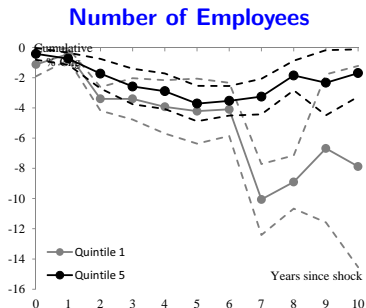 Number of Employees
0
Cumulative
-2
-4
-6
-8
-10
-12
Quintile 1
-14
Quintile 5
Years since shock
-16
0 1 2 3 4 5 6 7 8 9 10